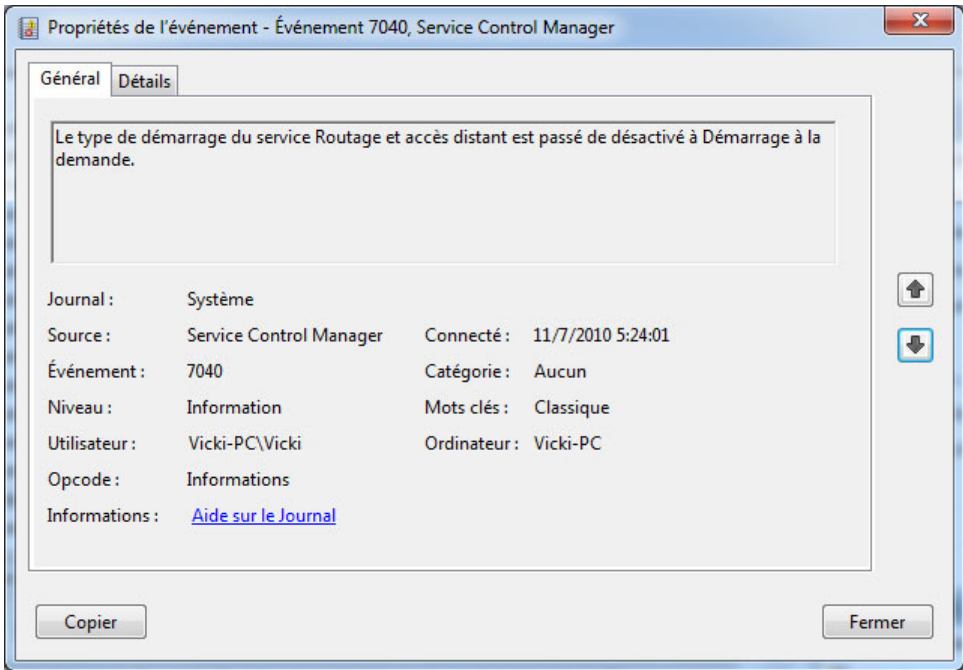 Propriétés de l'événement - Événement 7040, Service Control Manager
Général Détails
Le type de démarrage du service Routage et accès distant est passé de désactivé à Démarrage à la
demande.
Journal : Système
Source : Service Control Manager Connecté : 11/7/2010 5:24:01
Événement : 7040 Catégorie : Aucun
Niveau : Information Mots clés : Classique
Utilisateur : Vicki-PC\Vicki Ordinateur : Vicki-PC
Opcode : Informations
Informations : Aide sur le Journal
Copier Fermer